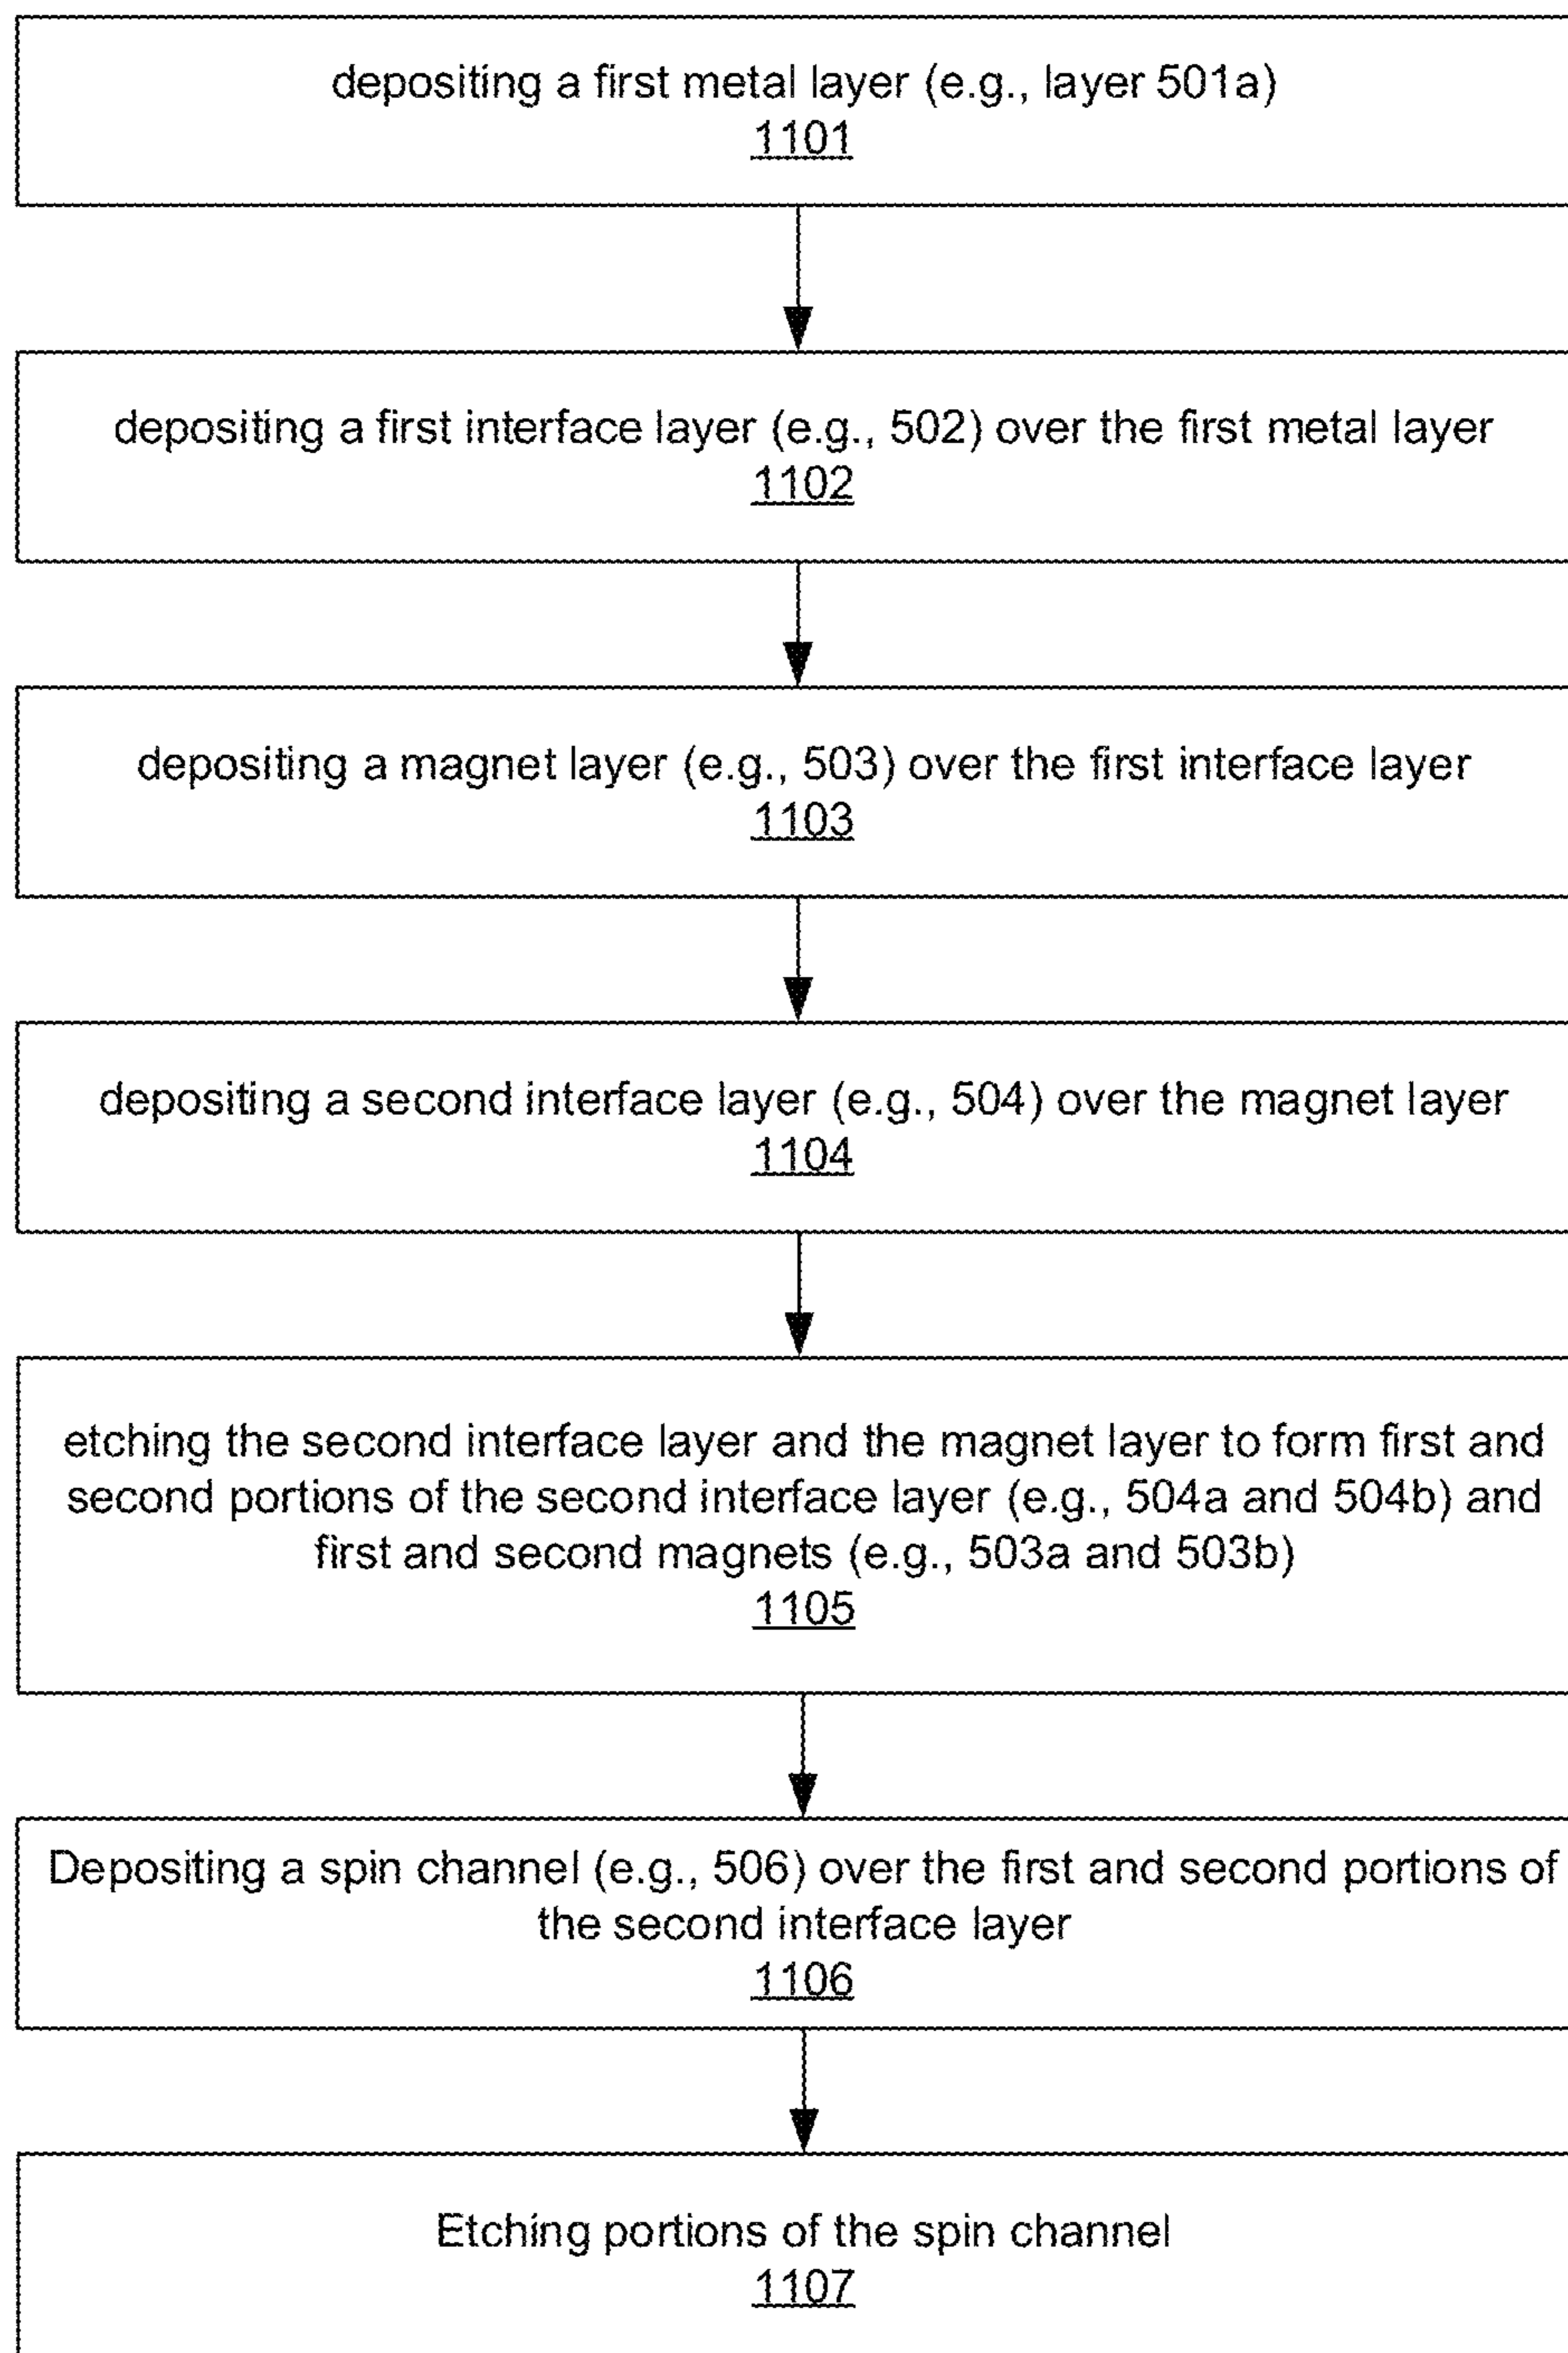 depositing a first metal layer (e.g., layer 501a)
1101
depositing a first interface layer (e.g., 502) over the first metal layer
1102
depositing a magnet layer (e.g., 503) over the first interface layer
1103
depositing a second interface layer (e.g., 504) over the magnet layer
1104
etching the second interface layer and the magnet layer to form first and
second portions of the second interface layer (e.g., 504a and 504b) and
first and second magnets (e.g., 503a and 503b)
1105
Depositing a spin channel (e.g., 506) over the first and second portions of
the second interface layer
1106
Etching portions of the spin channel
1107